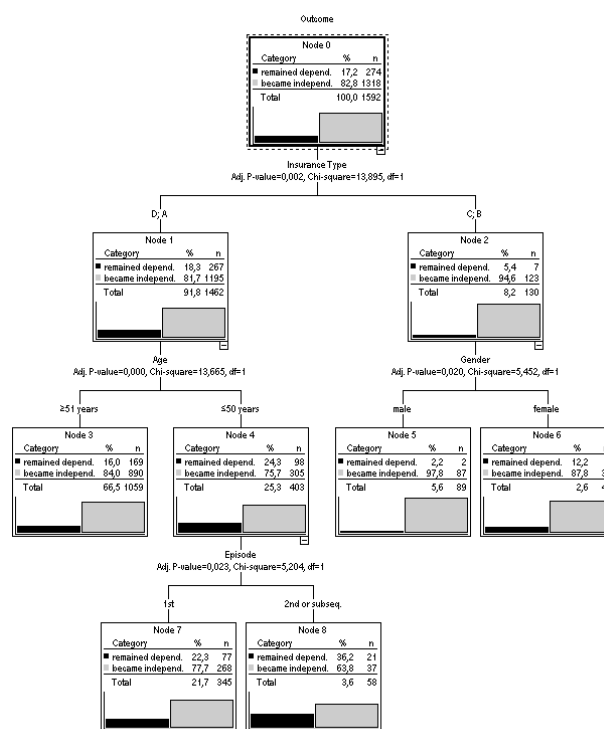 Outcome
Node 0
Category % n
remained depend. 17,2 274
became independ. 82,8 1318
Total 100,0 1592
Insurance Type
Adj. P-value=0,002, Chi-square=13,895, df=1
D; A
C; B
Node 1
Category % n
remained depend. 18,3 267
became independ. 81,7 1195
Total 91,8 1462
Node 2
Category % n
remained depend. 5,4 7
became independ. 94,6 123
Total 8,2 130
Age
Adj. P-value=0,000, Chi-square=13,665, df=1
Gender
Adj. P-value=0,020, Chi-square=5,452, df=1
≥51 years
≤50 years
male
female
Node 3
Category % n
remained depend. 16,0 169
became independ. 84,0 890
Total 66,5 1059
Node 4
Category % n
remained depend. 24,3 98
became independ. 75,7 305
Total 25,3 403
Node 5
Category % n
remained depend. 2,2 2
became independ. 97,8 87
Total 5,6 89
Node 6
Category %
remained depend. 12,2
became independ. 87,8
Total 2,6
Episode
Adj. P-value=0,023, Chi-square=5,204, df=1
1st
2nd or subseq.
Node 7
Category % n
remained depend. 22,3 77
became independ. 77,7 268
Total 21,7 345
Node 8
Category % n
remained depend. 36,2 21
became independ. 63,8 37
Total 3,6 58